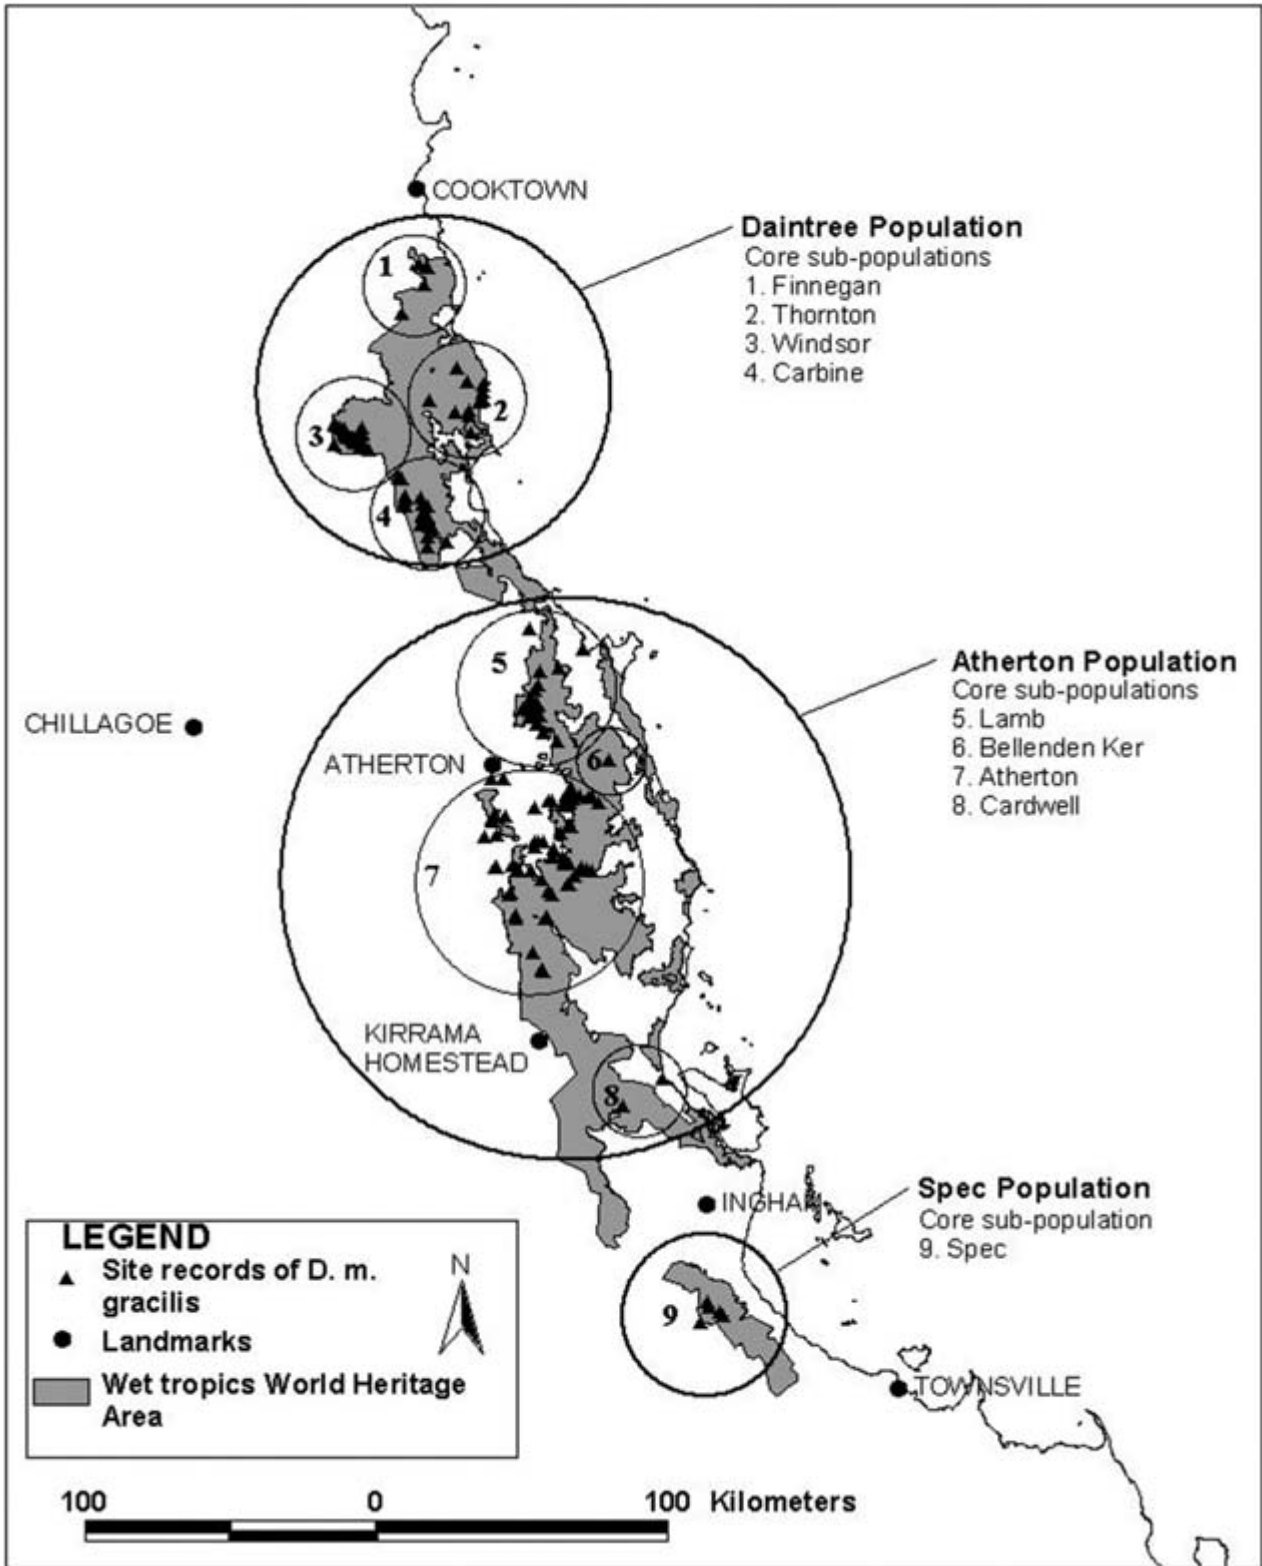 COOKTOWN
Daintree Population
Core sub-populations
1. Finnegan
2. Thornton
3. Windsor
4. Carbine
1
2
3
4
Atherton Population
Core sub-populations
5. Lamb
6. Bellenden Ker
7. Atherton
8. Cardwell
5
CHILLAGOE
ATHERTON
6
7
KIRRAMA
HOMESTEAD
8
Spec Population
Core sub-population
9. Spec
INGHAM
9
TOWNSVILLE
LEGEND
Site records of D. m.
gracilis
Landmarks
Wet tropics World Heritage
Area
N
100 0 100 Kilometers